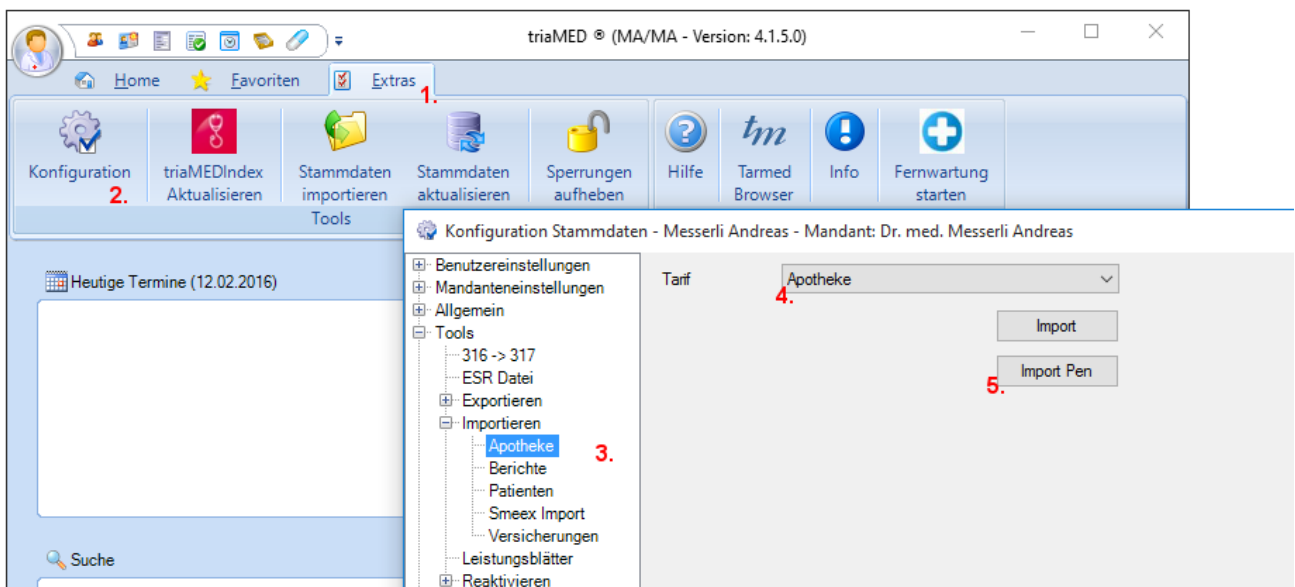 triaMED ® (MA/MA - Version: 4.1.5.0)
Home Favoriten Extras
1.
Konfiguration
2.
triaMEDIndex
Aktualisieren
Stammdaten
importieren
Stammdaten
aktualisieren
Sperrungen
aufheben
Hilfe
Tarmed
Browser
Info
Fernwartung
starten
Tools
Heutige Termine (12.02.2016)
Suche
Konfiguration Stammdaten - Messerli Andreas - Mandant: Dr. med. Messerli Andreas
Benutzereinstellungen
Mandanteneinstellungen
Allgemein
Tools
316 -> 317
ESR Datei
Exportieren
Importieren
Apotheke
3.
Berichte
Patienten
Smeex Import
Versicherungen
Leistungsblätter
Reaktivieren
Tarif Apotheke
4.
Import
Import Pen
5.
tm